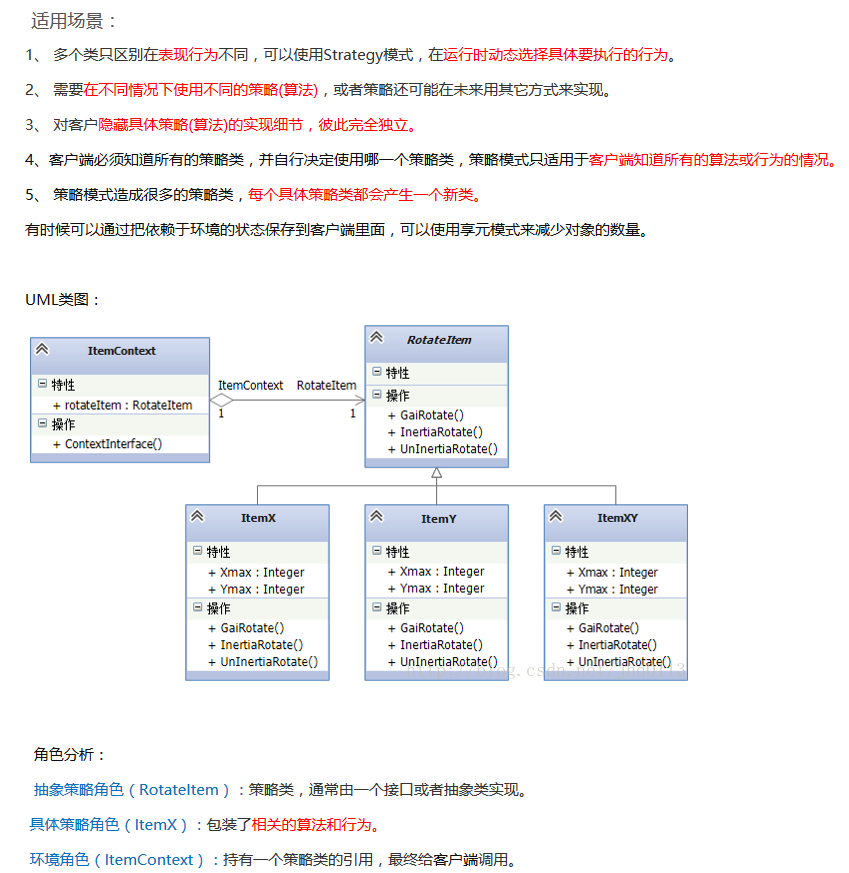 适用场景：
1、 多个类只区别在表现行为不同，可以使用Strategy模式，在运行时动态选择具体要执行的行为。
2、 需要在不同情况下使用不同的策略(算法)，或者策略还可能在未来用其它方式来实现。
3、 对客户隐藏具体策略(算法)的实现细节，彼此完全独立。
4、客户端必须知道所有的策略类，并自行决定使用哪一个策略类，策略模式只适用于客户端知道所有的算法或行为的情况。
5、 策略模式造成很多的策略类，每个具体策略类都会产生一个新类。
有时候可以通过把依赖于环境的状态保存到客户端里面，可以使用享元模式来减少对象的数量。
UML类图：
ItemContext
特性
+ rotateItem : RotateItem
操作
+ ContextInterface()
ItemContext RotateItem
1 1
RotateItem
特性
操作
+ GaiRotate()
+ InertiaRotate()
+ UnInertiaRotate()
ItemX
特性
+ Xmax : Integer
+ Ymax : Integer
操作
+ GaiRotate()
+ InertiaRotate()
+ UnInertiaRotate()
ItemY
特性
+ Xmax : Integer
+ Ymax : Integer
操作
+ GaiRotate()
+ InertiaRotate()
+ UnInertiaRotate()
ItemXY
特性
+ Xmax : Integer
+ Ymax : Integer
操作
+ GaiRotate()
+ InertiaRotate()
+ UnInertiaRotate()
角色分析：
抽象策略角色（RotateItem）：策略类，通常由一个接口或者抽象类实现。
具体策略角色（ItemX）：包装了相关的算法和行为。
环境角色（ItemContext）：持有一个策略类的引用，最终给客户端调用。